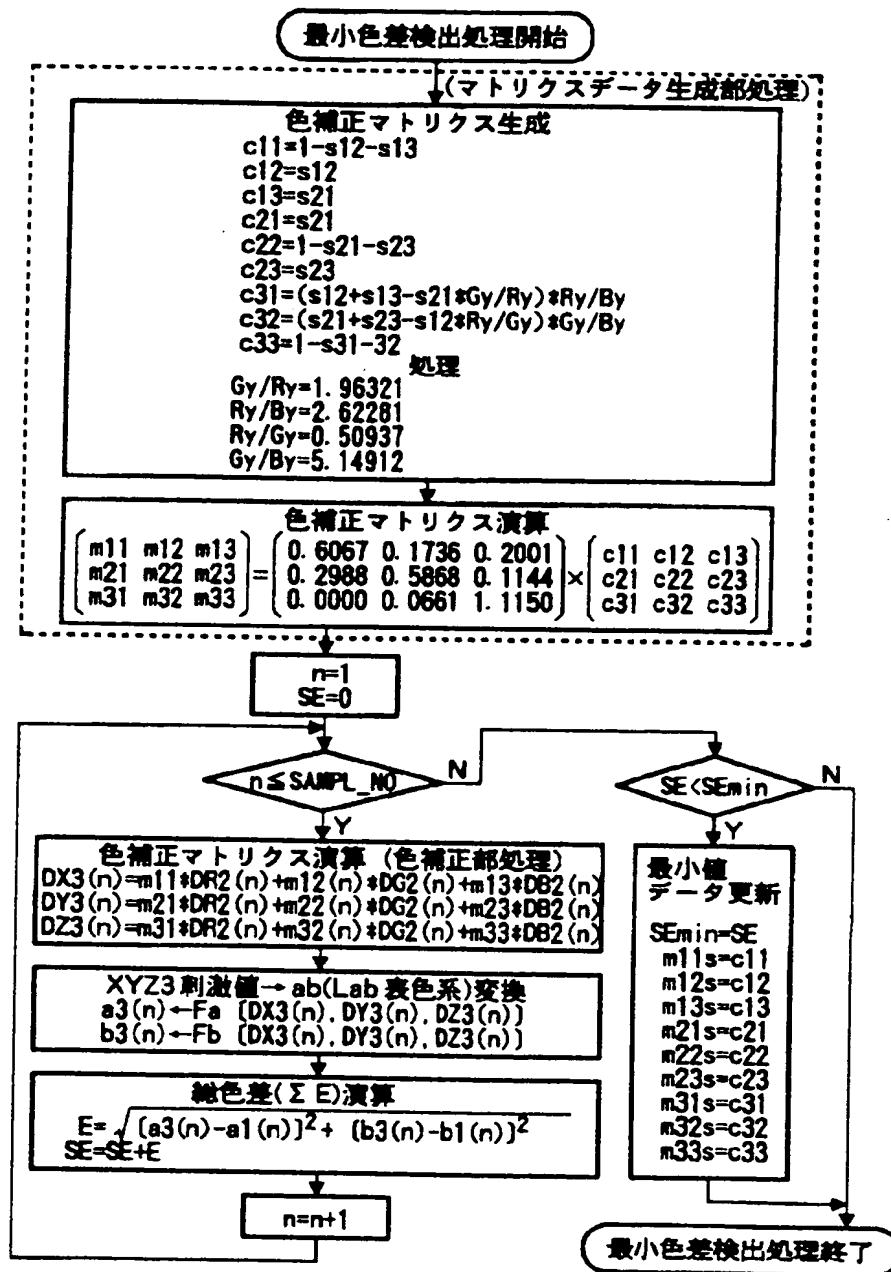 最小色差検出処理開始
(マトリクスデータ生成部処理)
色補正マトリクス生成
c11=1-s12-s13
c12=s12
c13=s21
c21=s21
c22=1-s21-s23
c23=s23
c31=(s12+s13-s21*Gy/Ry)*Ry/By
c32=(s21+s23-s12*Ry/Gy)*Gy/By
c33=1-s31-32
処理
Gy/Ry=1.96321
Ry/By=2.62281
Ry/Gy=0.50937
Gy/By=5.14912
色補正マトリクス演算
m11 m12 m13 0.6067 0.1736 0.2001 c11 c12 c13
m21 m22 m23 = 0.2988 0.5868 0.1144 × c21 c22 c23
m31 m32 m33 0.0000 0.0661 1.1150 c31 c32 c33
n=1
SE=0
n≦SAMPL_NO
N
Y
色補正マトリクス演算 (色補正部処理)
DX3(n)=m11*DR2(n)+m12(n)*DG2(n)+m13*DB2(n)
DY3(n)=m21*DR2(n)+m22(n)*DG2(n)+m23*DB2(n)
DZ3(n)=m31*DR2(n)+m32(n)*DG2(n)+m33*DB2(n)
XYZ3刺激値→ab(Lab表色系)変換
a3(n)←Fa [DX3(n),DY3(n),DZ3(n)]
b3(n)←Fb [DX3(n),DY3(n),DZ3(n)]
総色差(ΣE)演算
E=√[a3(n)-a1(n)]²+ [b3(n)-b1(n)]²
SE=SE+E
n=n+1
SE<SEmin
N
Y
最小値
データ更新
SEmin=SE
m11s=c11
m12s=c12
m13s=c13
m21s=c21
m22s=c22
m23s=c23
m31s=c31
m32s=c32
m33s=c33
最小色差検出処理終了